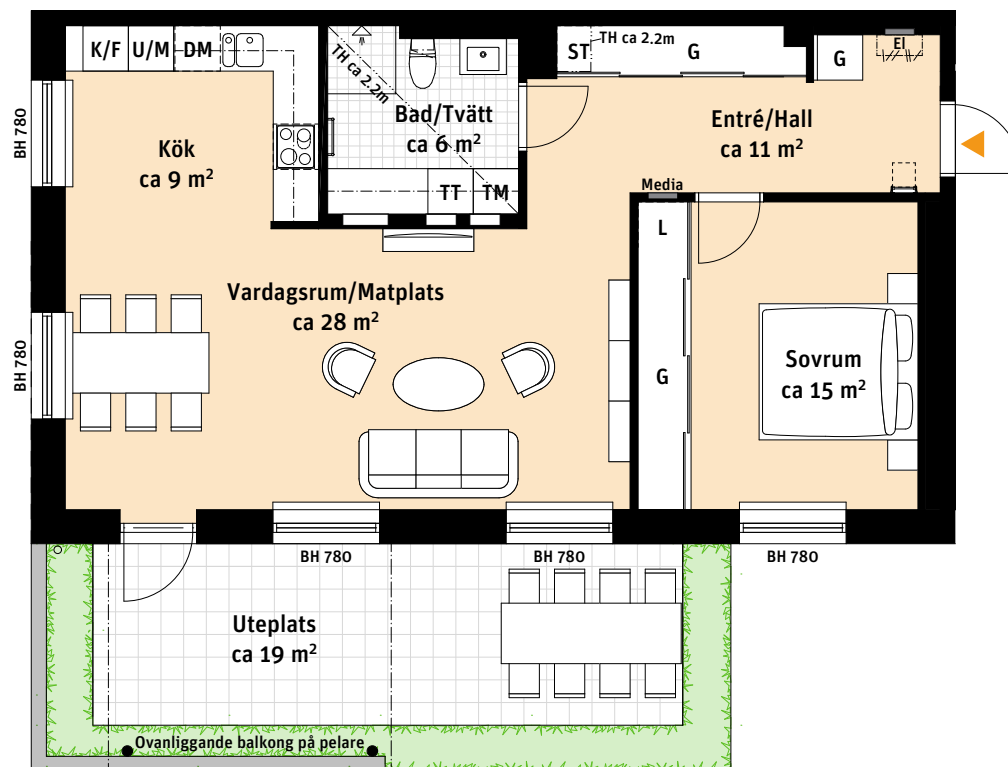 K/F U/M DM
ST TH ca 2.2m G
G
El
TH ca 2.2m
BH 780
Kök
ca 9 m²
Bad/Tvätt
ca 6 m²
Entré/Hall
ca 11 m²
TT TM
Media
L
Vardagsrum/Matplats
ca 28 m²
BH 780
G
Sovrum
ca 15 m²
BH 780
BH 780
BH 780
Uteplats
ca 19 m²
Ovanliggande balkong på pelare